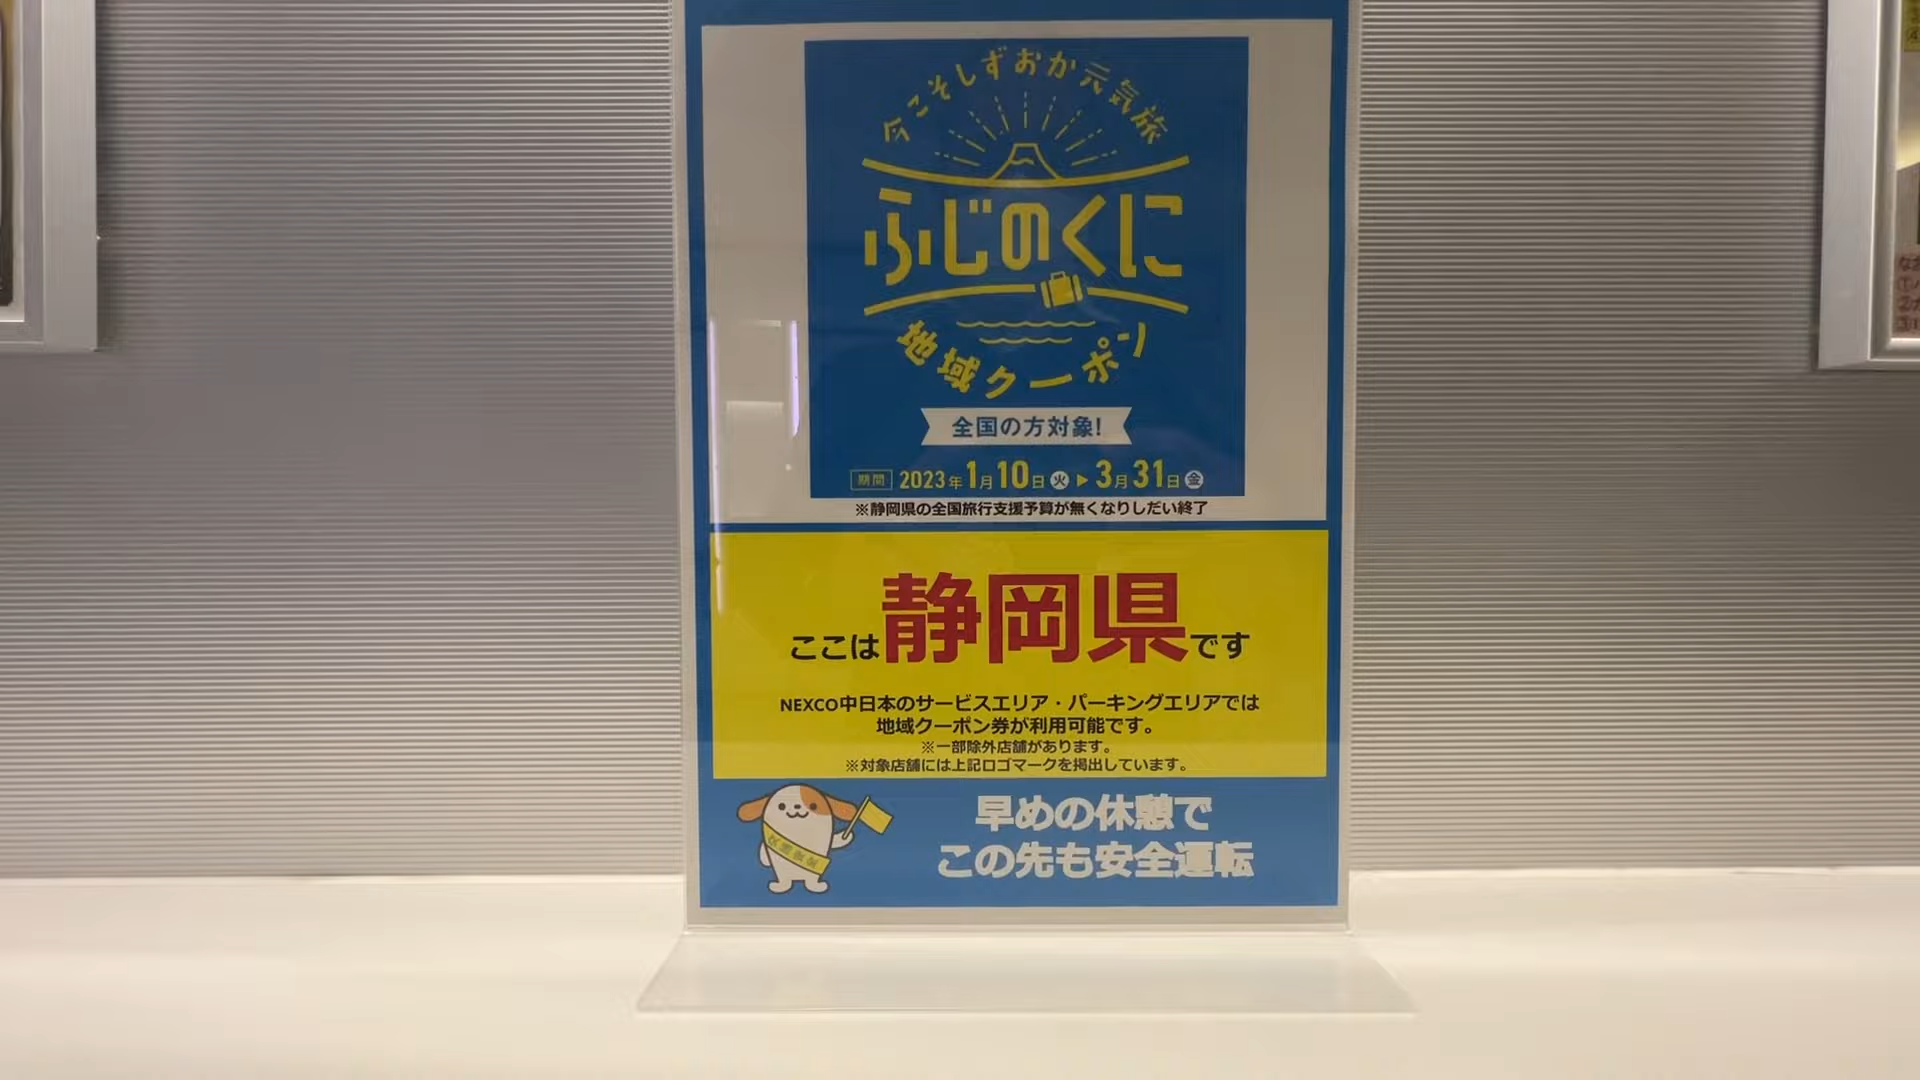 今こそしずおか元気旅
ふじのくに
地域クーポン
全国の方対象!
期間 2023年1月10日火▶3月31日金
※静岡県の全国旅行支援予算が無くなりしだい終了
ここは静岡県です
NEXCO中日本のサービスエリア・パーキングエリアでは
地域クーポン券が利用可能です。
※一部除外店舗があります。
※対象店舗には上記ロゴマークを掲出しています。
早めの休憩で
この先も安全運転